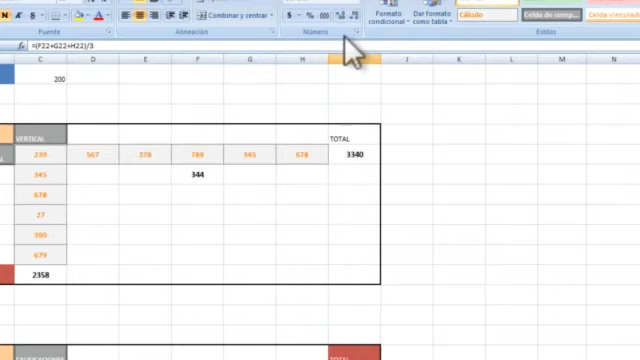 N K S
Combinar y centrar
$ - % 000
Formato condicional
Dar formato como tabla
Cálculo
Celda de comp...
Celda vinculada
Fuente
Alineación
Número
Estilos
fx =(F22+G22+H22)/3
C D E F G H J K L M N
200
VERTICAL TOTAL
AL 239 567 378 789 345 678 3340
345 344
678
27
390
679
2358
CALIFICACIONES TOTAL